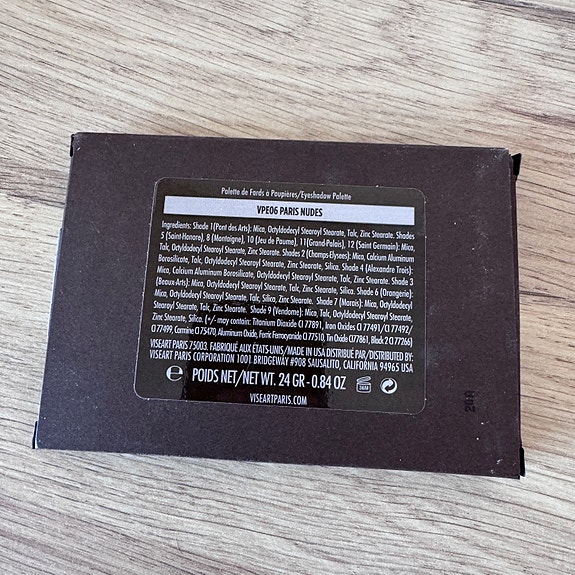 Palette de Fards à Paupières/Eyeshadow Palette
VPE06 PARIS NUDES
Ingredients: Shade 1(Pont des Arts): Mica, Octyldodecyl Stearoyl Stearate, Talc, Zinc Stearate. Shades
5 (Saint-Honore), 8 (Montaigne), 10 (Jeu de Paume), 11(Grand-Palais), 12 (Saint Germain): Mica,
Talc, Octyldodecyl Stearoyl Stearate, Zinc Stearate. Shades 2 (Champs-Elysees): Mica, Calcium Aluminum
Borosilicate, Talc, Octyldodecyl Stearoyl Stearate, Zinc Stearate, Silica. Shade 4 (Alexandre Trois):
Mica, Calcium Aluminum Borosilicate, Octyldodecyl Stearoyl Stearate, Talc, Zinc Stearate. Shade 3
(Beaux-Arts): Mica, Octyldodecyl Stearoyl Stearate, Talc, Zinc Stearate, Silica. Shade 6 (Orangerie):
Mica, Octyldodecyl Stearoyl Stearate, Talc, Silica, Zinc Stearate. Shade 7 (Marais): Mica, Octyldodecyl
Stearoyl Stearate, Talc, Zinc Stearate. Shade 9 (Vendome): Mica, Talc, Octyldodecyl Stearoyl Stearate,
Zinc Stearate, Silica. (+/- may contain: Titanium Dioxide CI 77891, Iron Oxides CI 77491/CI 77492/
CI 77499, Carmine CI 75470, Aluminum Oxide, Ferric Ferrocyanide CI 77510, Tin Oxide CI77861, Black 2 CI 77266)
VISEART PARIS 75003. FABRIQUÉ AUX ÉTATS-UNIS/MADE IN USA DISTRIBUÉ PAR/DISTRIBUTED BY:
VISEART PARIS CORPORATION 1001 BRIDGEWAY #908 SAUSALITO, CALIFORNIA 94965 USA
POIDS NET/NET WT. 24 GR - 0.84 OZ
24M
VISEARTPARIS.COM